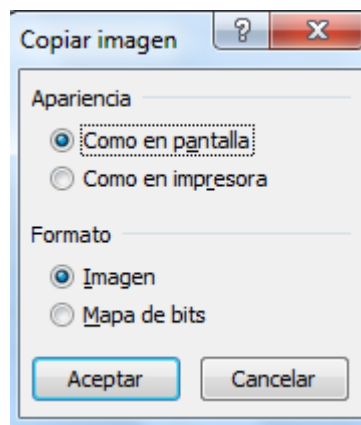 Copiar imagen
Apariencia
Como en pantalla
Como en impresora
Formato
Imagen
Mapa de bits
Aceptar Cancelar